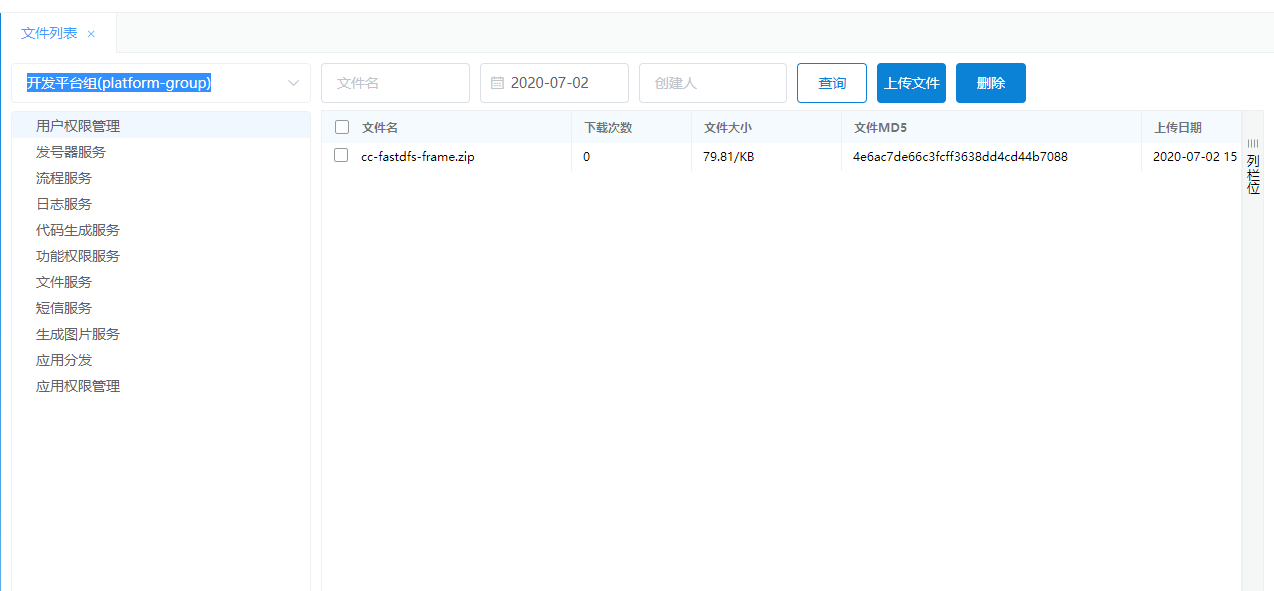 文件列表 ×
开发平台组(platform-group)
文件名
2020-07-02
创建人
查询
上传文件
删除
用户权限管理
发号器服务
流程服务
日志服务
代码生成服务
功能权限服务
文件服务
短信服务
生成图片服务
应用分发
应用权限管理
文件名 下载次数 文件大小 文件MD5 上传日期
cc-fastdfs-frame.zip 0 79.81/KB 4e6ac7de66c3fcff3638dd4cd44b7088 2020-07-02 15
列栏位